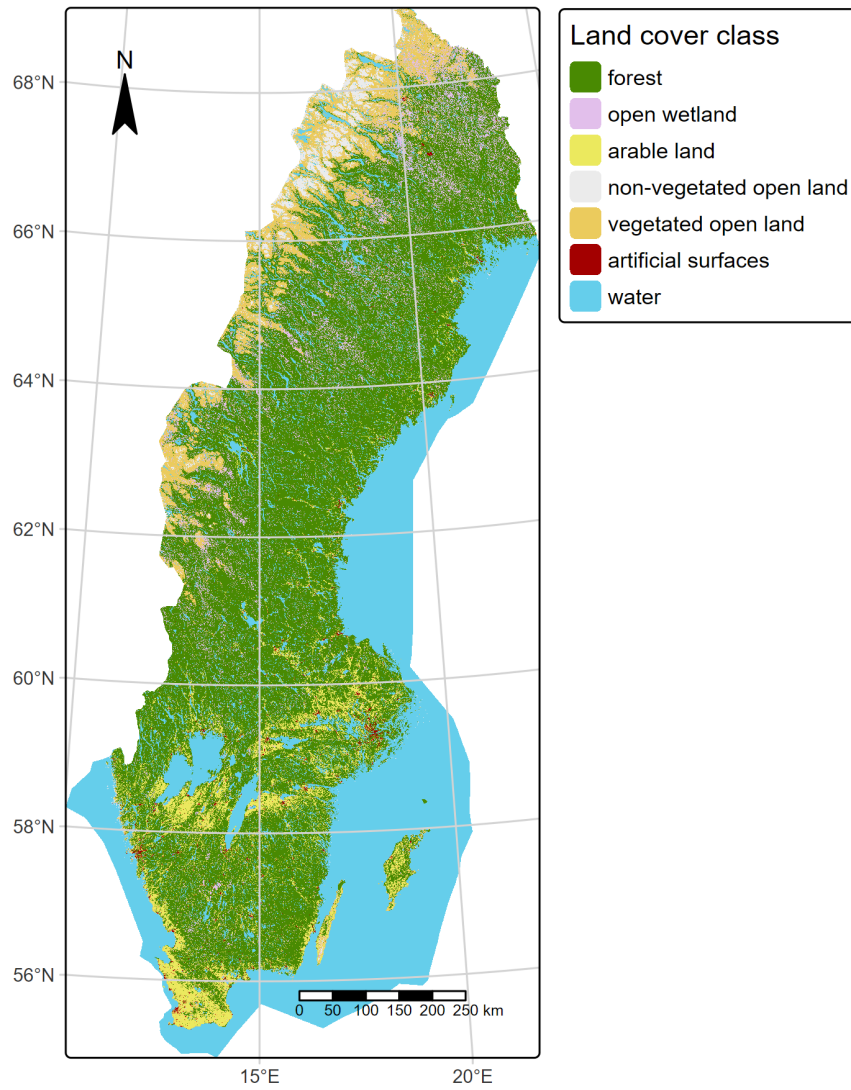 N
68°N
66°N
64°N
62°N
60°N
58°N
56°N
15°E
20°E
0 50 100 150 200 250 km
Land cover class
forest
open wetland
arable land
non-vegetated open land
vegetated open land
artificial surfaces
water